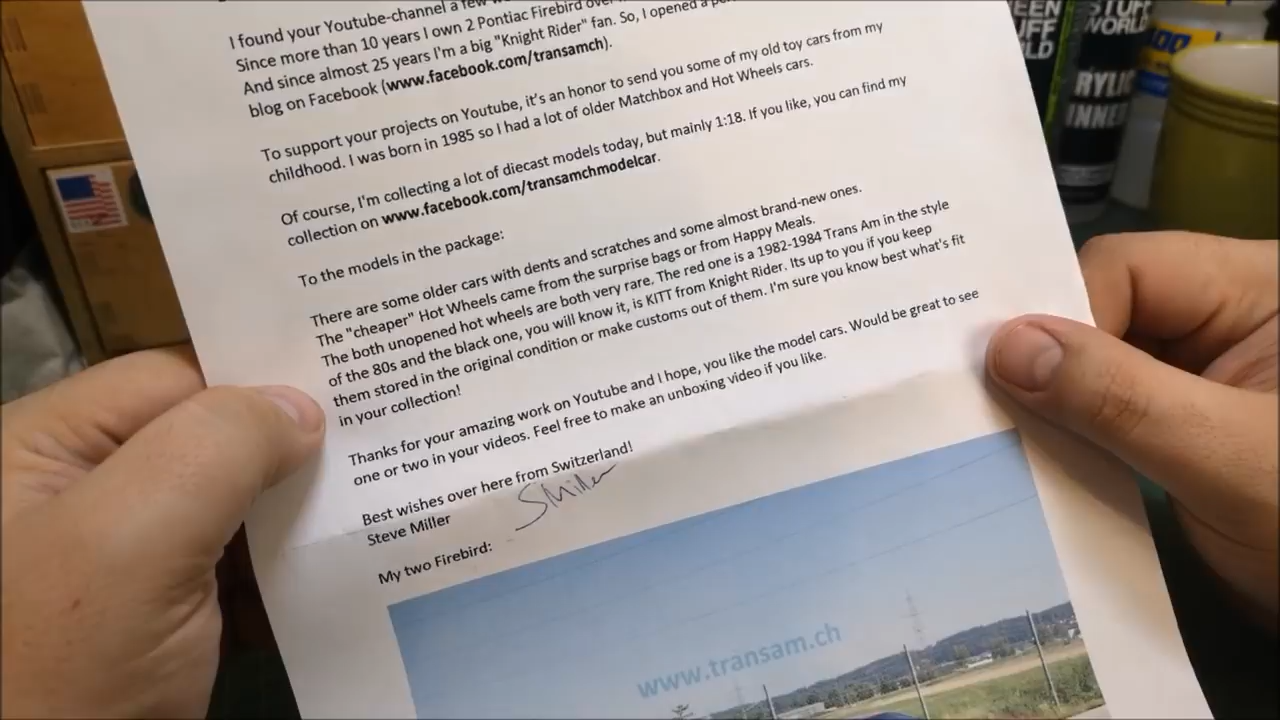 I found your Youtube-channel a few
Since more than 10 years I own 2 Pontiac Firebird over
And since almost 25 years I'm a big "Knight Rider" fan. So, I opened a
blog on Facebook (www.facebook.com/transamch).
To support your projects on Youtube, it's an honor to send you some of my old toy cars from my
childhood. I was born in 1985 so I had a lot of older Matchbox and Hot Wheels cars.
Of course, I'm collecting a lot of diecast models today, but mainly 1:18. If you like, you can find my
collection on www.facebook.com/transamchmodelcar.
To the models in the package:
There are some older cars with dents and scratches and some almost brand-new ones.
The "cheaper" Hot Wheels came from the surprise bags or from Happy Meals.
The both unopened hot wheels are both very rare. The red one is a 1982-1984 Trans Am in the style
of the 80s and the black one, you will know it, is KITT from Knight Rider. Its up to you if you keep
them stored in the original condition or make customs out of them. I'm sure you know best what's fit
in your collection!
Thanks for your amazing work on Youtube and I hope, you like the model cars. Would be great to see
one or two in your videos. Feel free to make an unboxing video if you like.
Best wishes over here from Switzerland!
Steve Miller
SMiller
My two Firebird:
www.transam.ch
STUFF
WORLD